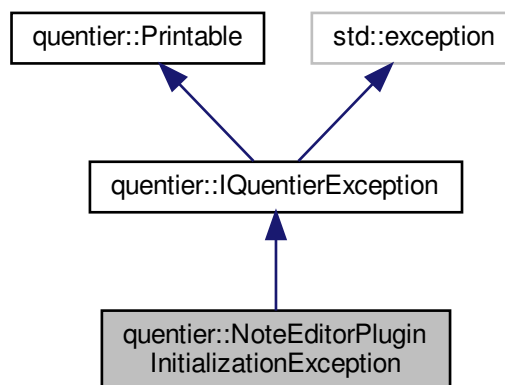 quentier::Printable
std::exception
quentier::IQuentierException
quentier::NoteEditorPlugin
InitializationException